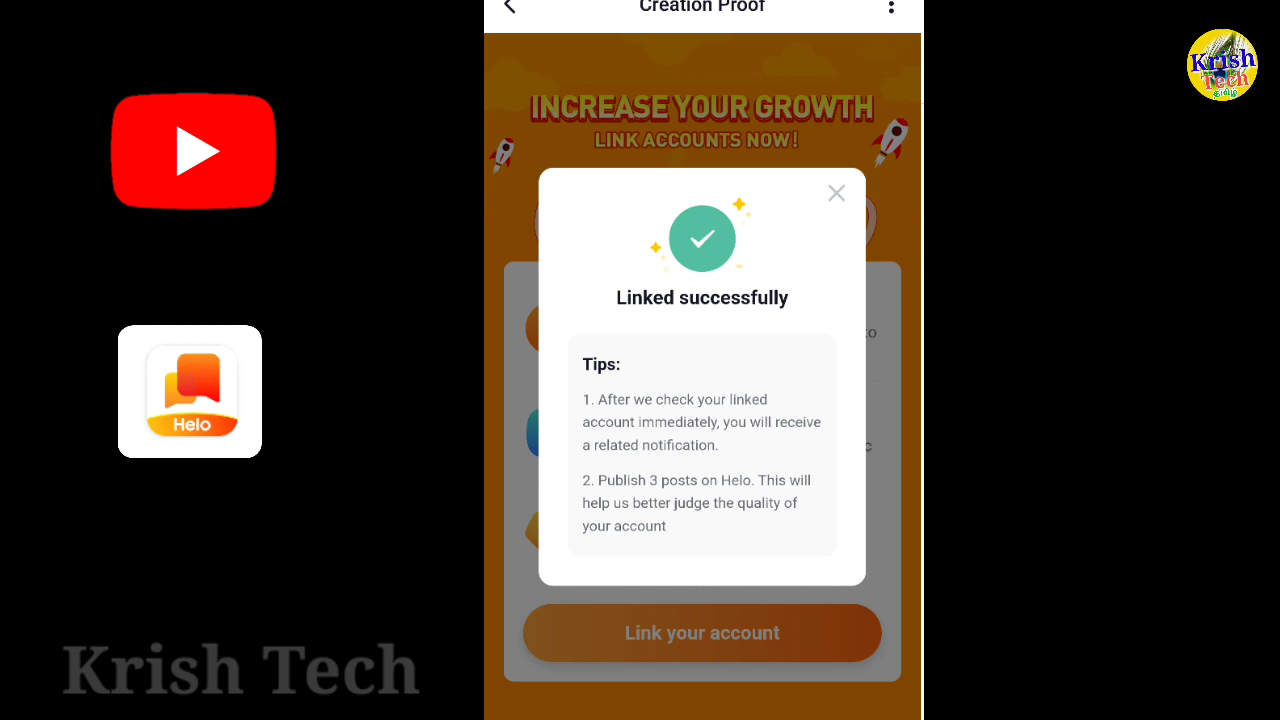 Creation Proof
INCREASE YOUR GROWTH
LINK ACCOUNTS NOW!
Linked successfully
Tips:
1. After we check your linked
account immediately, you will receive
a related notification.
2. Publish 3 posts on Helo. This will
help us better judge the quality of
your account
Link your account
Helo
Krish Tech
Krish
Tech
தமிழ்